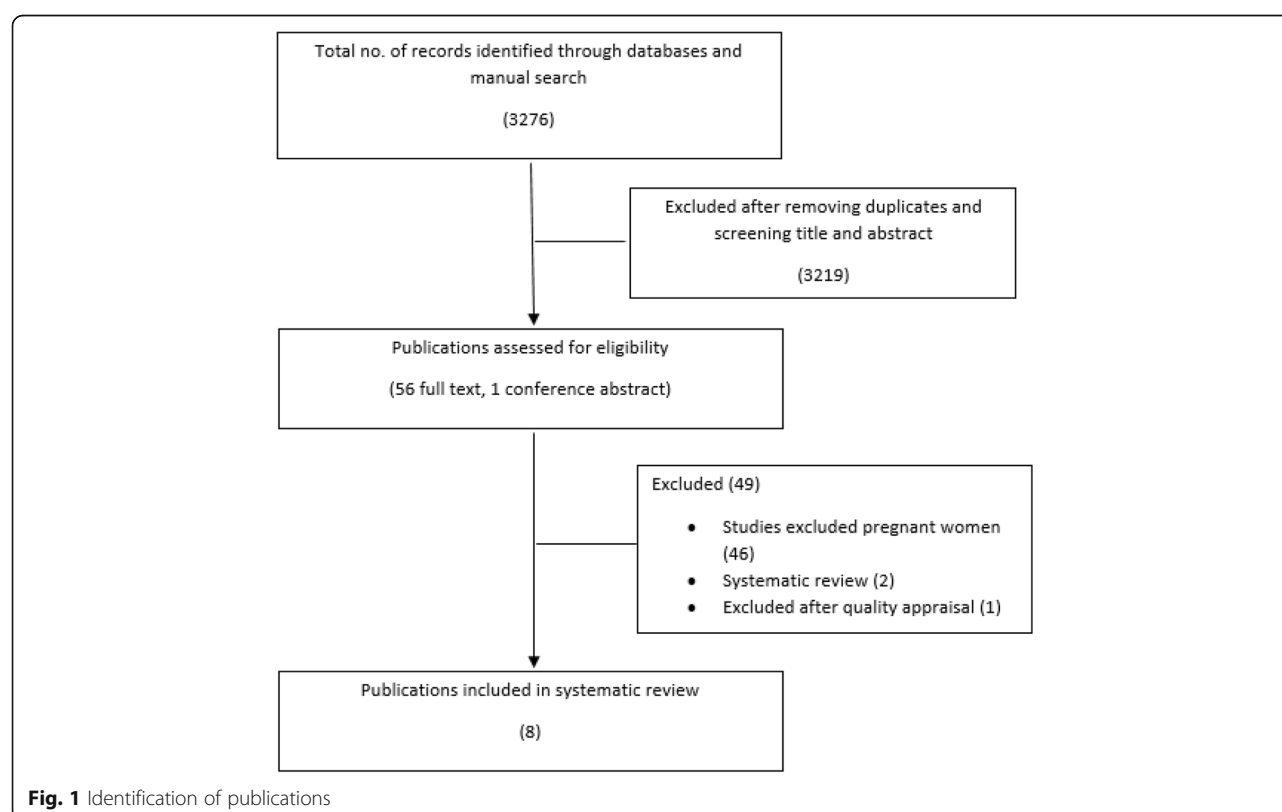 Total no. of records identified through databases and
manual search
(3276)
Excluded after removing duplicates and
screening title and abstract
(3219)
Publications assessed for eligibility
(56 full text, 1 conference abstract)
Excluded (49)
• Studies excluded pregnant women
(46)
• Systematic review (2)
• Excluded after quality appraisal (1)
Publications included in systematic review
(8)
Fig. 1 Identification of publications